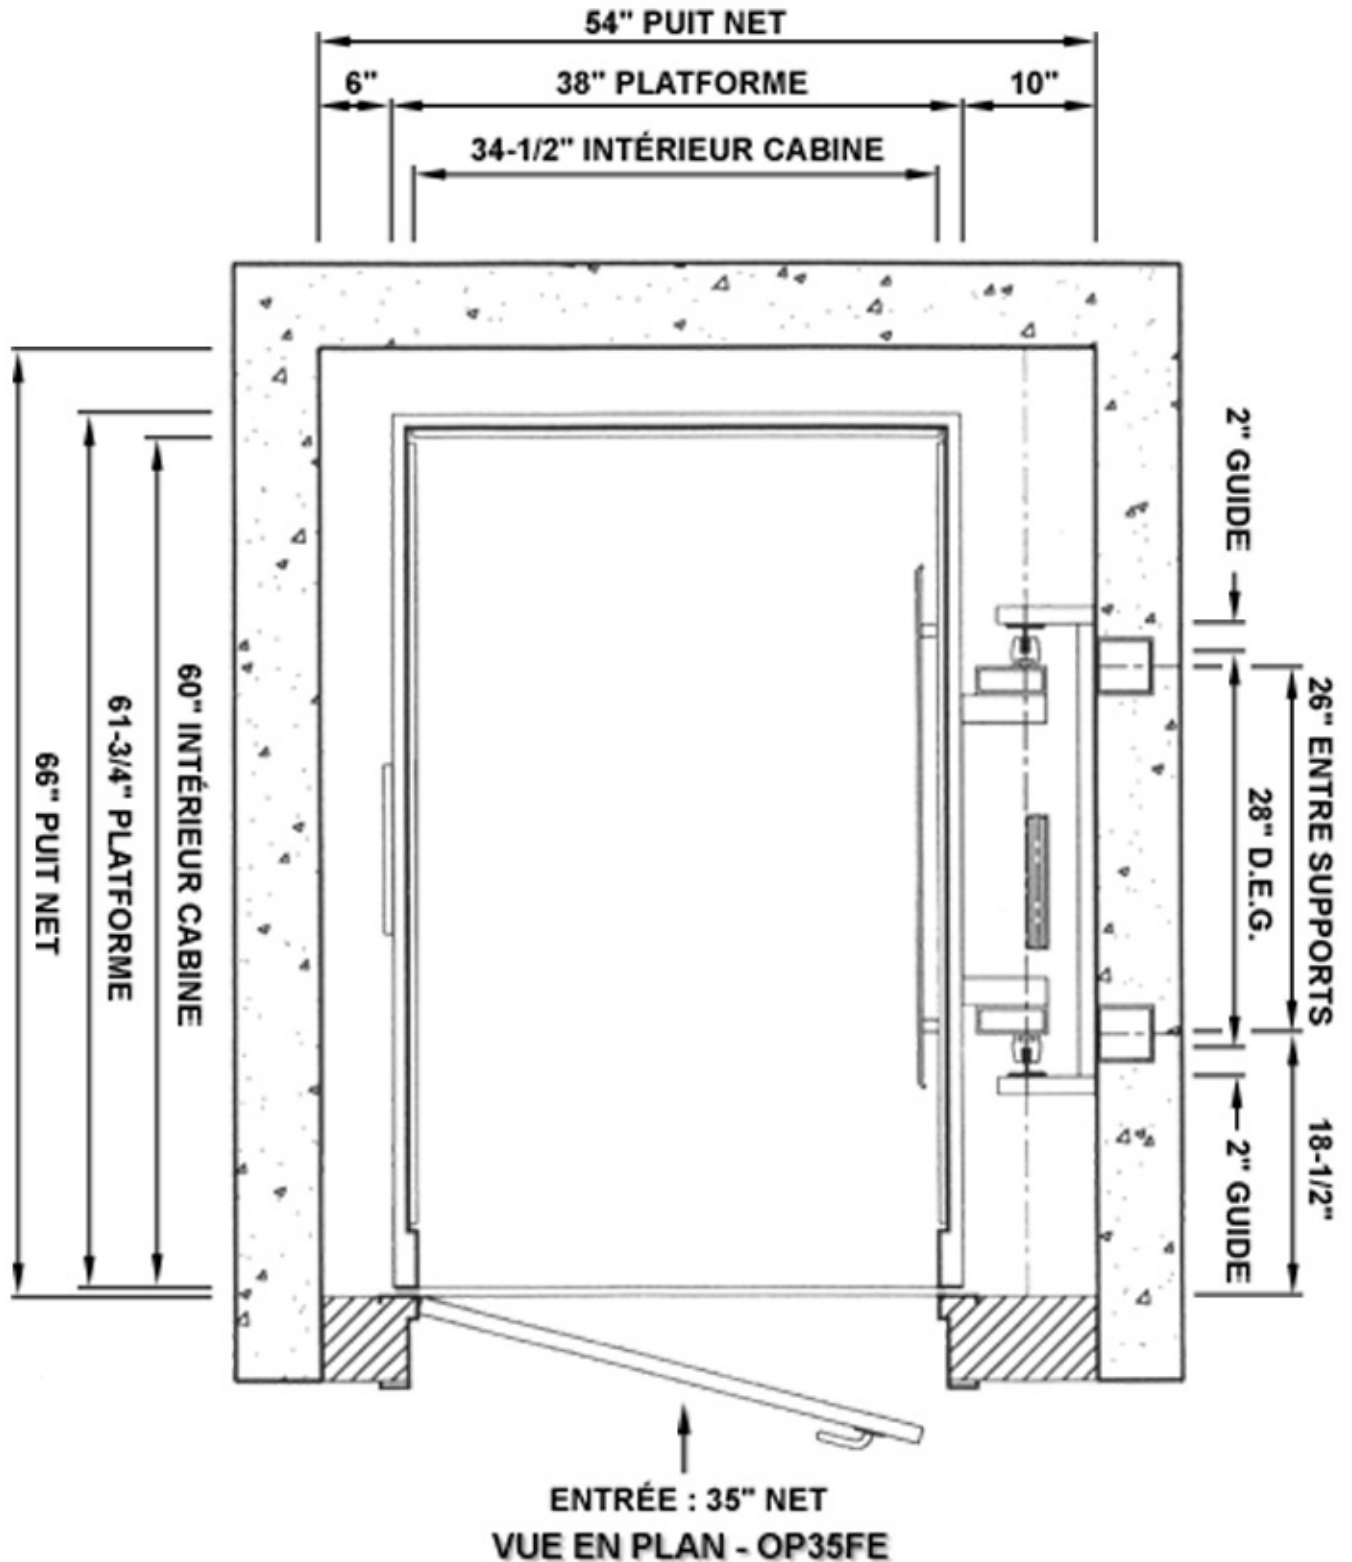 54" PUIT NET
6"
38" PLATFORME
10"
34-1/2" INTÉRIEUR CABINE
66" PUIT NET
61-3/4" PLATFORME
60" INTÉRIEUR CABINE
2" GUIDE
28" D.E.G.
26" ENTRE SUPPORTS
2" GUIDE
18-1/2"
ENTRÉE : 35" NET
VUE EN PLAN - OP35FE